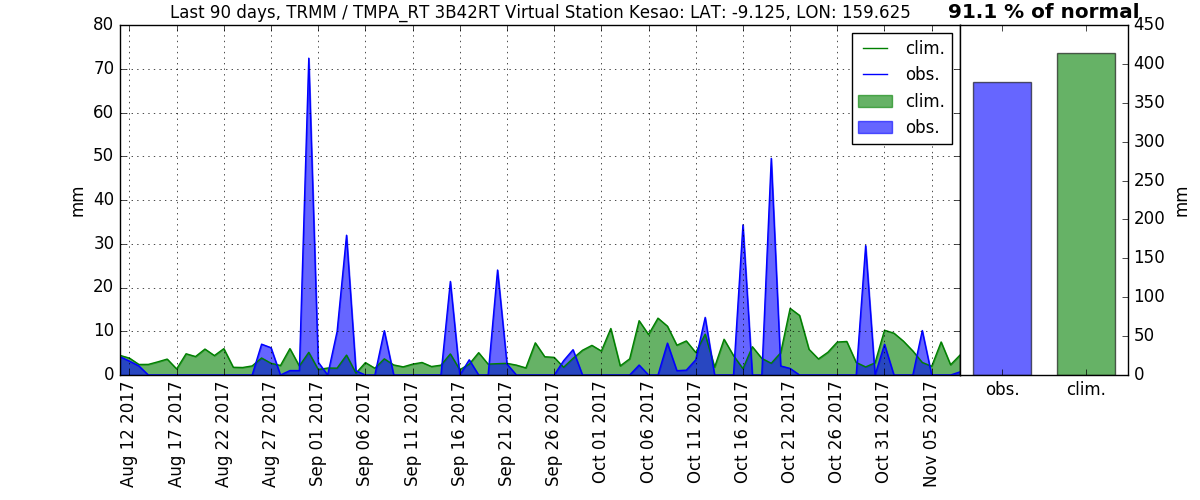 Last 90 days, TRMM / TMPA_RT 3B42RT Virtual Station Kesao: LAT: -9.125, LON: 159.625
91.1 % of normal
80
70
60
50
40
30
20
10
0
mm
clim.
obs.
clim.
obs.
450
400
350
300
250
200
150
100
50
0
mm
Aug 12 2017
Aug 17 2017
Aug 22 2017
Aug 27 2017
Sep 01 2017
Sep 06 2017
Sep 11 2017
Sep 16 2017
Sep 21 2017
Sep 26 2017
Oct 01 2017
Oct 06 2017
Oct 11 2017
Oct 16 2017
Oct 21 2017
Oct 26 2017
Oct 31 2017
Nov 05 2017
obs.
clim.